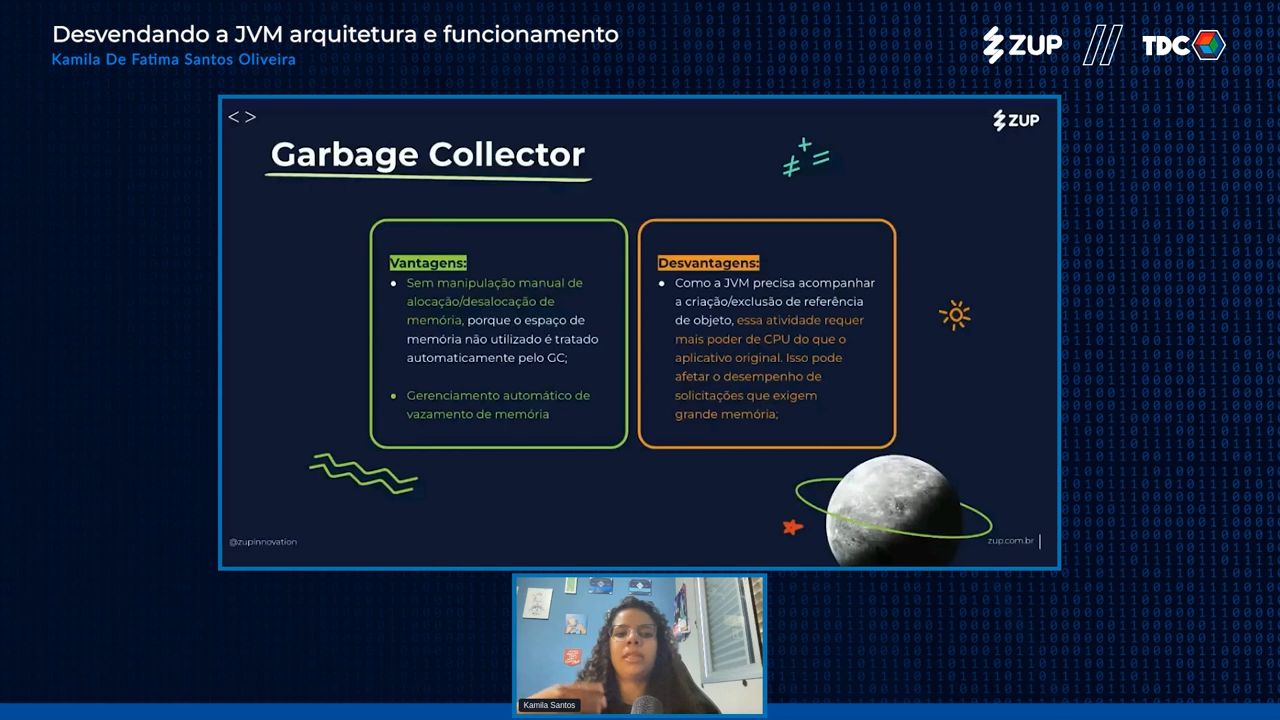 Desvendando a JVM arquitetura e funcionamento
Kamila De Fatima Santos Oliveira
ZUP
TDC
< >
ZUP
Garbage Collector
Vantagens:
• Sem manipulação manual de
alocação/desalocação de
memória, porque o espaço de
memória não utilizado é tratado
automaticamente pelo GC;
• Gerenciamento automático de
vazamento de memória
Desvantagens:
• Como a JVM precisa acompanhar
a criação/exclusão de referência
de objeto, essa atividade requer
mais poder de CPU do que o
aplicativo original. Isso pode
afetar o desempenho de
solicitações que exigem
grande memória;
@zupinnovation
zup.com.br
Kamila Santos